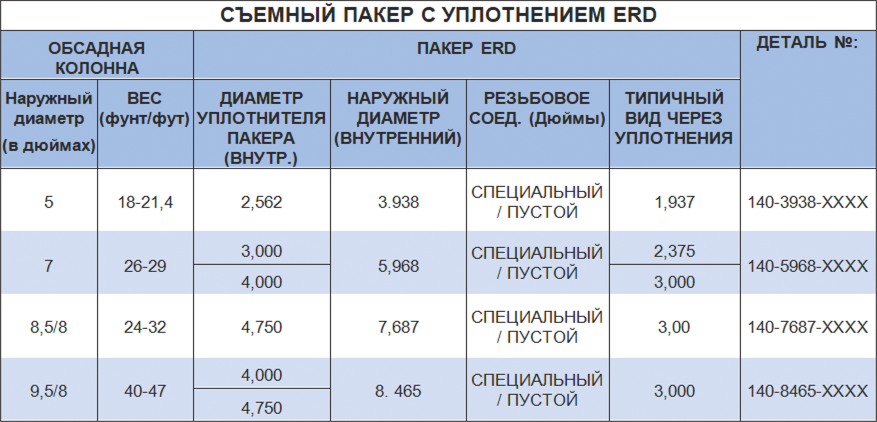 СЪЕМНЫЙ ПАКЕР С УПЛОТНЕНИЕМ ERD
ОБСАДНАЯ
КОЛОННА
ПАКЕР ERD
ДЕТАЛЬ №:
Наружный
диаметр
(в дюймах)
ВЕС
(фунт/фут)
ДИАМЕТР
УПЛОТНИТЕЛЯ
ПАКЕРА
(ВНУТР.)
НАРУЖНЫЙ
ДИАМЕТР
(ВНУТРЕННИЙ)
РЕЗЬБОВОЕ
СОЕД. (Дюймы)
ТИПИЧНЫЙ
ВИД ЧЕРЕЗ
УПЛОТНЕНИЯ
5
18-21,4
2,562
3.938
СПЕЦИАЛЬНЫЙ
/ ПУСТОЙ
1,937
140-3938-XXXX
7
26-29
3,000
4,000
5,968
СПЕЦИАЛЬНЫЙ
/ ПУСТОЙ
2,375
3,000
140-5968-XXXX
8,5/8
24-32
4,750
7,687
СПЕЦИАЛЬНЫЙ
/ ПУСТОЙ
3,00
140-7687-XXXX
9,5/8
40-47
4,000
4,750
8. 465
СПЕЦИАЛЬНЫЙ
/ ПУСТОЙ
3,000
140-8465-XXXX